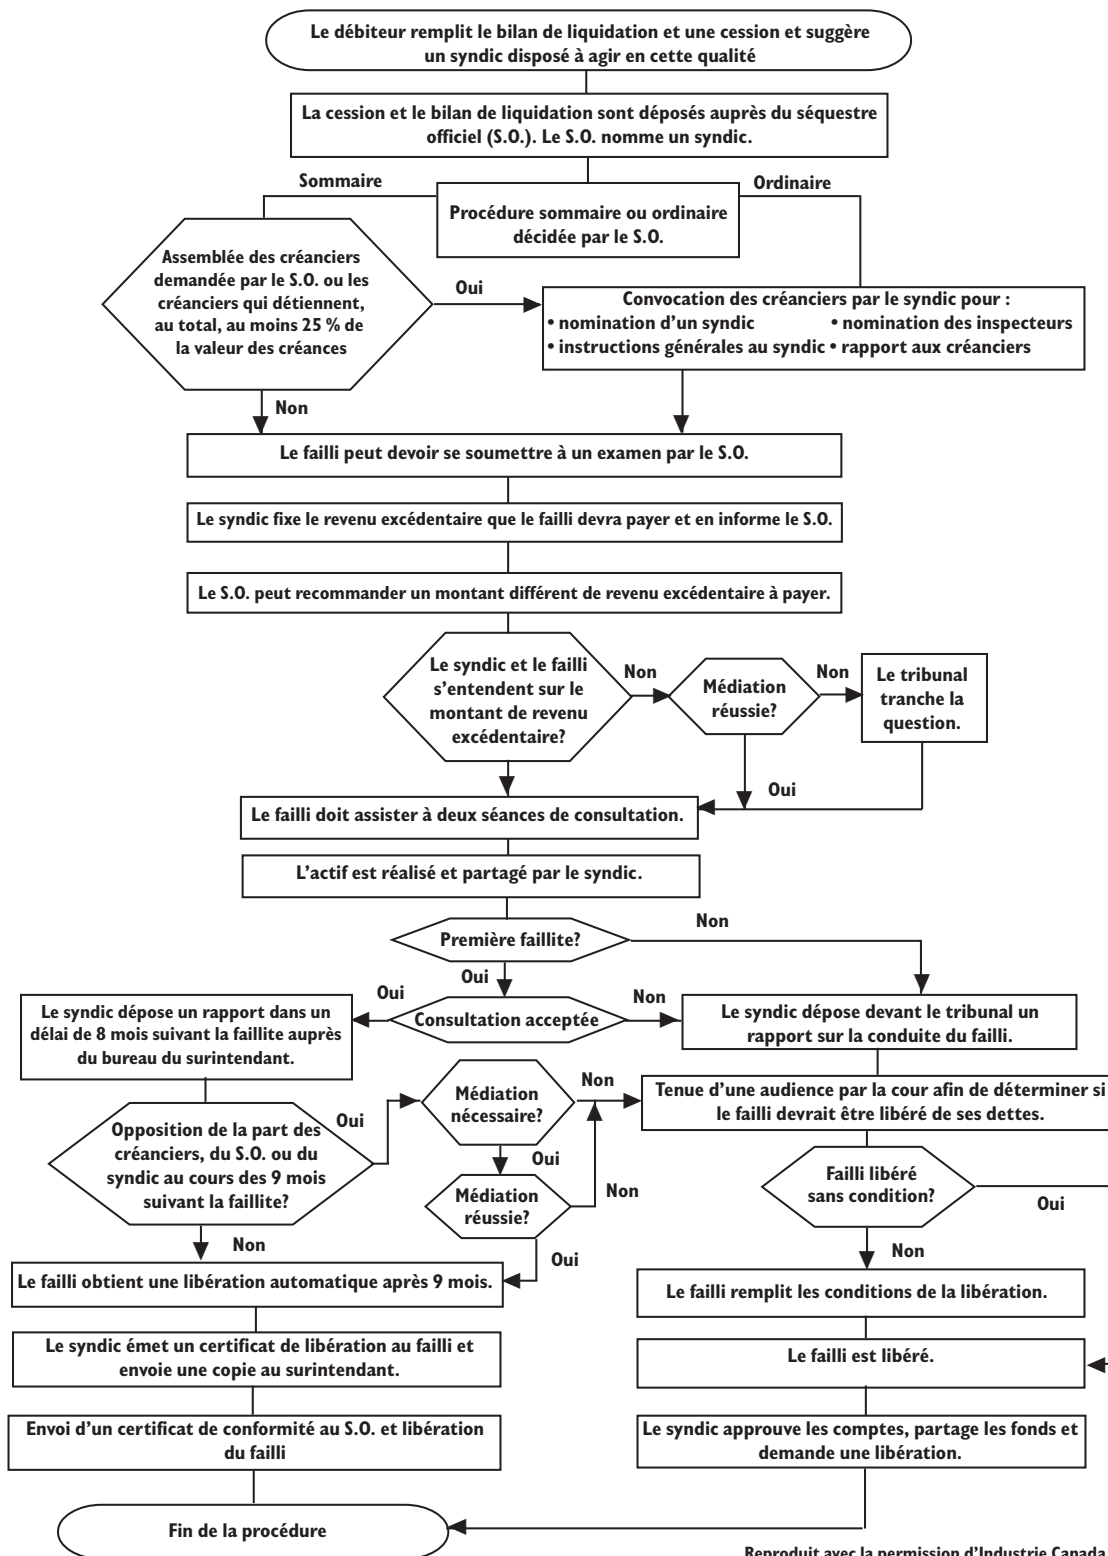 Le débiteur remplit le bilan de liquidation et une cession et suggère
un syndic disposé à agir en cette qualité
La cession et le bilan de liquidation sont déposés auprès du séquestre
officiel (S.O.). Le S.O. nomme un syndic.
Sommaire
Ordinaire
Procédure sommaire ou ordinaire
décidée par le S.O.
Assemblée des créanciers
demandée par le S.O. ou les
créanciers qui détiennent,
au total, au moins 25 % de
la valeur des créances
Oui
Convocation des créanciers par le syndic pour :
• nomination d'un syndic • nomination des inspecteurs
• instructions générales au syndic • rapport aux créanciers
Non
Le failli peut devoir se soumettre à un examen par le S.O.
Le syndic fixe le revenu excédentaire que le failli devra payer et en informe le S.O.
Le S.O. peut recommander un montant différent de revenu excédentaire à payer.
Le syndic et le failli
s'entendent sur le
montant de revenu
excédentaire?
Non
Médiation
réussie?
Non
Le tribunal
tranche la
question.
Oui
Le failli doit assister à deux séances de consultation.
L'actif est réalisé et partagé par le syndic.
Première faillite?
Non
Oui
Consultation acceptée
Oui
Non
Le syndic dépose un rapport dans un
délai de 8 mois suivant la faillite auprès
du bureau du surintendant.
Le syndic dépose devant le tribunal un
rapport sur la conduite du failli.
Opposition de la part des
créanciers, du S.O. ou du
syndic au cours des 9 mois
suivant la faillite?
Oui
Médiation
nécessaire?
Non
Oui
Médiation
réussie?
Non
Oui
Tenue d'une audience par la cour afin de déterminer si
le failli devrait être libéré de ses dettes.
Failli libéré
sans condition?
Oui
Non
Non
Le failli obtient une libération automatique après 9 mois.
Le failli remplit les conditions de la libération.
Le syndic émet un certificat de libération au failli et
envoie une copie au surintendant.
Le failli est libéré.
Envoi d'un certificat de conformité au S.O. et libération
du failli
Le syndic approuve les comptes, partage les fonds et
demande une libération.
Fin de la procédure
Reproduit avec la permission d'Industrie Canada